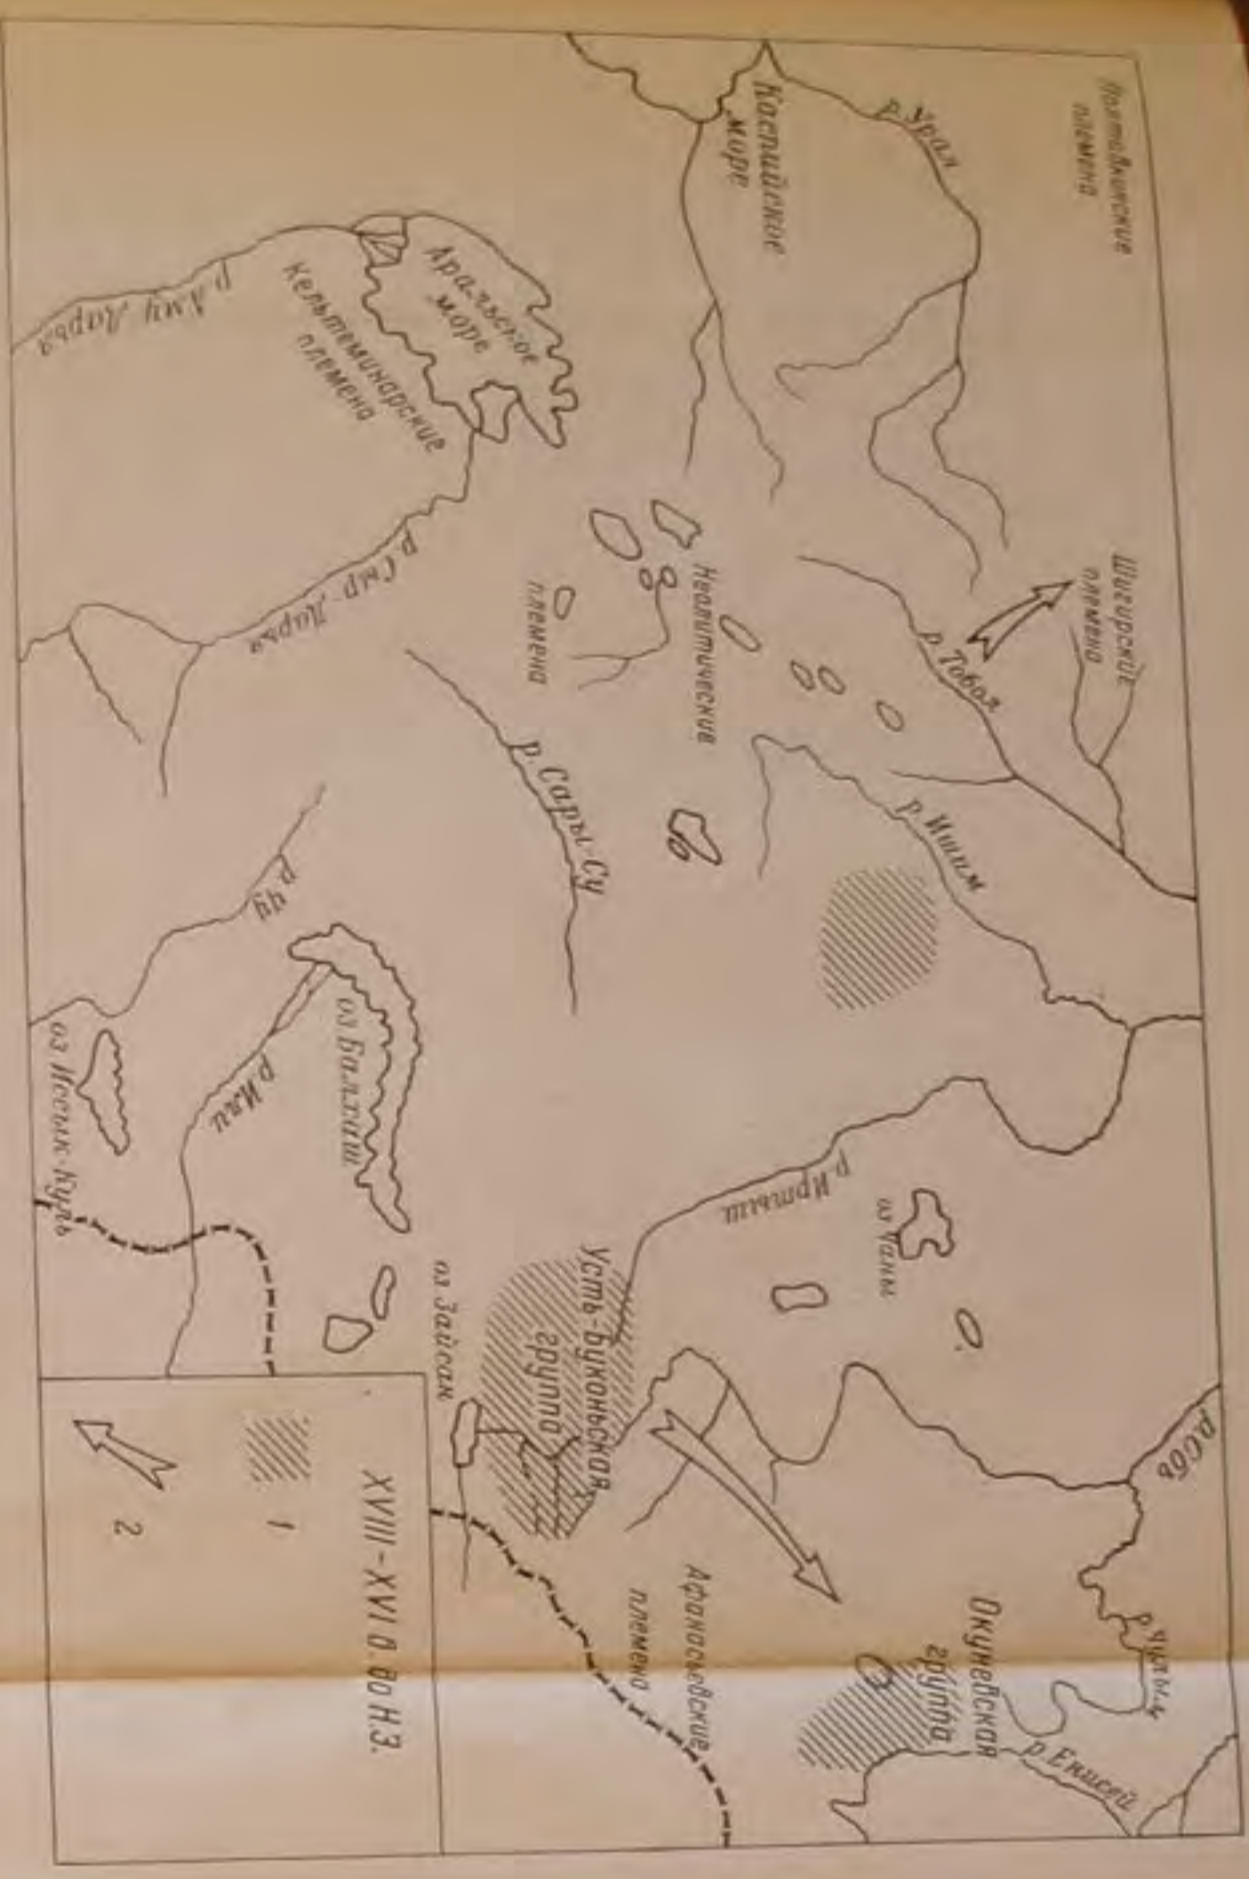 Полтавкинские
племена
р. Урал
Каспийское
море
Шигирские
племена
р. Тобол
Аральское
море
Кельтеминарские
племена
р. Аму Дарья
Неолитические
племена
р. Ишим
р. Сыр-Дарья
р. Сары-Су
р. Чу
оз Балхаш
р. Или
оз Иссык-Куль
р. Иртыш
оз Чаны
Усть-Буконьская
группа
оз Зайсан
р. Обь
р. Чулым
Окуневская
группа
р. Енисей
Афанасьевские
племена
XVIII-XVI в. до н.э.
1
2